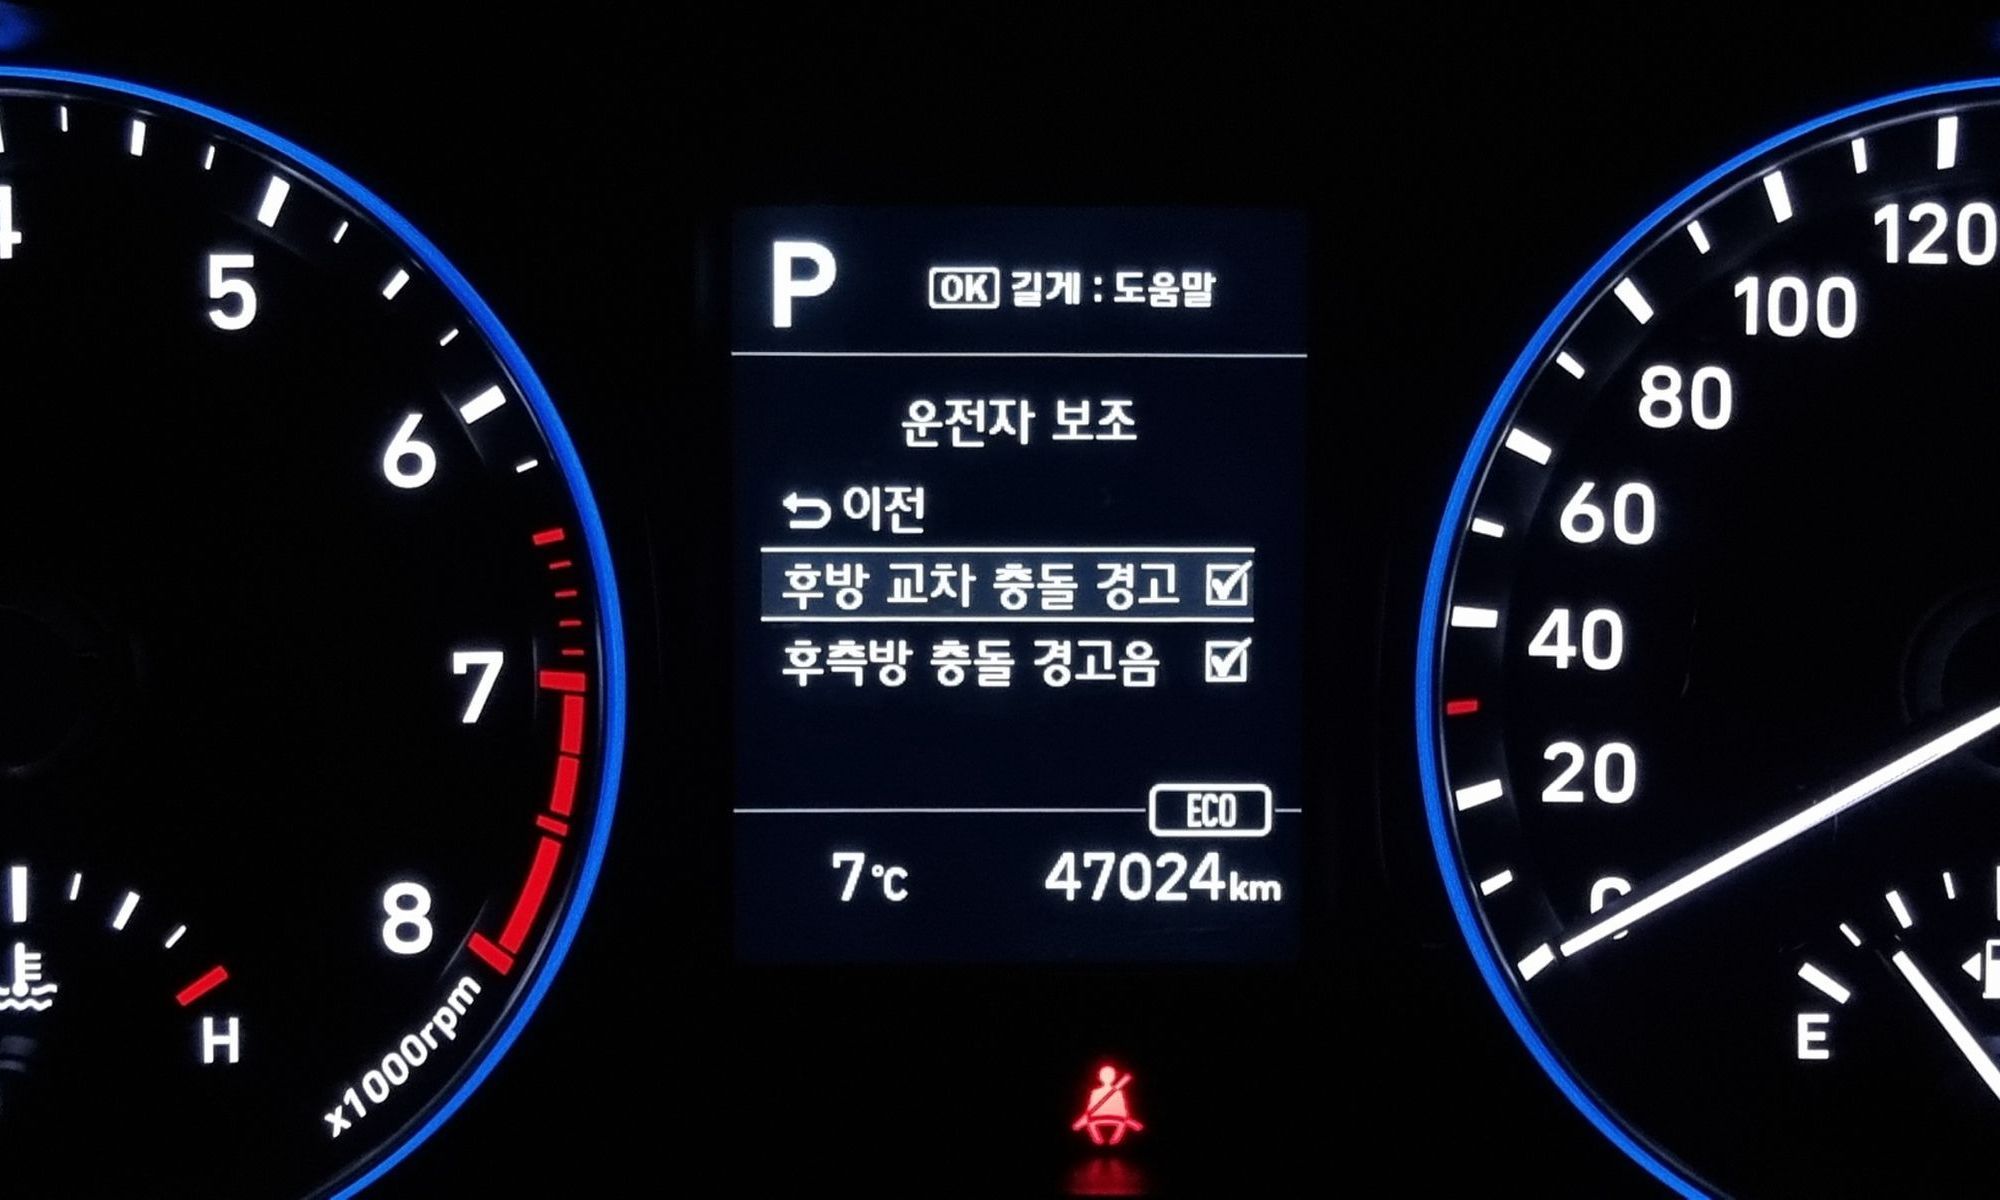 4
5
6
7
8
x1000rpm
H
P
OK 길게 : 도움말
운전자 보조
이전
후방 교차 충돌 경고
후측방 충돌 경고음
ECO
7℃ 47024km
120
100
80
60
40
20
0
E